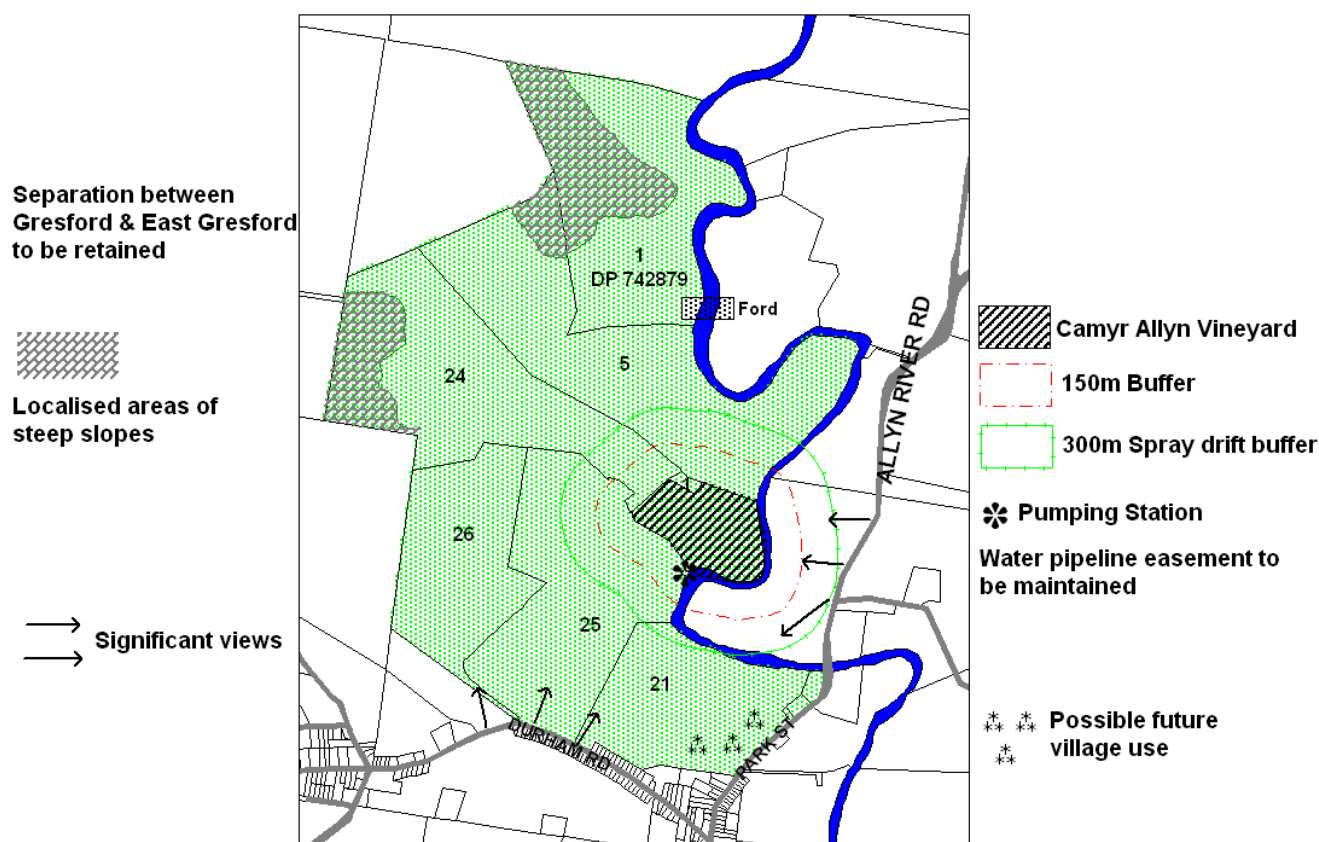 Separation between
Gresford & East Gresford
to be retained
Localised areas of
steep slopes
Significant views
1
DP 742879
Ford
5
24
26
25
21
1
ALLYN RIVER RD
DURHAM RD
PARK ST
Camyr Allyn Vineyard
150m Buffer
300m Spray drift buffer
Pumping Station
Water pipeline easement to
be maintained
Possible future
village use